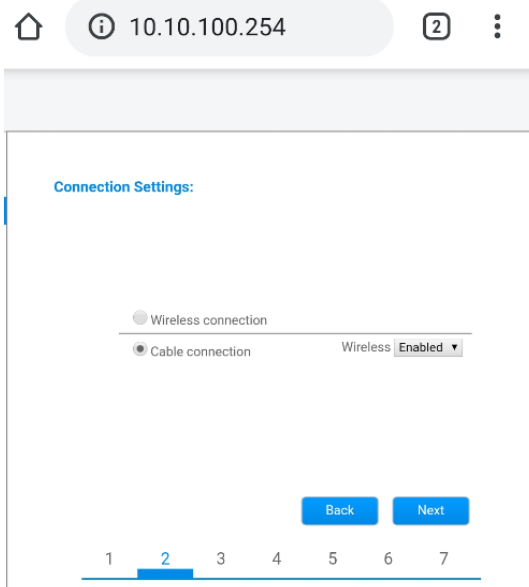 10.10.100.254
2
Connection Settings:
Wireless connection
Cable connection Wireless Enabled
Back Next
1 2 3 4 5 6 7